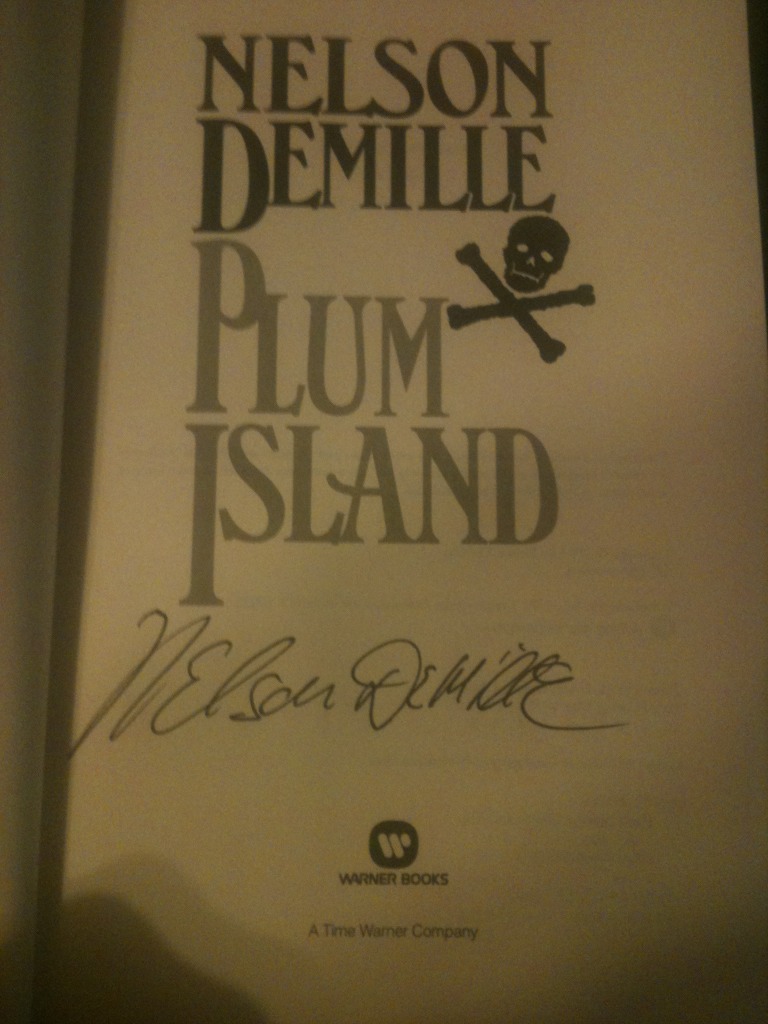 NELSON
DEMILLE
PLUM
ISLAND
Nelson DeMille
WARNER BOOKS
A Time Warner Company